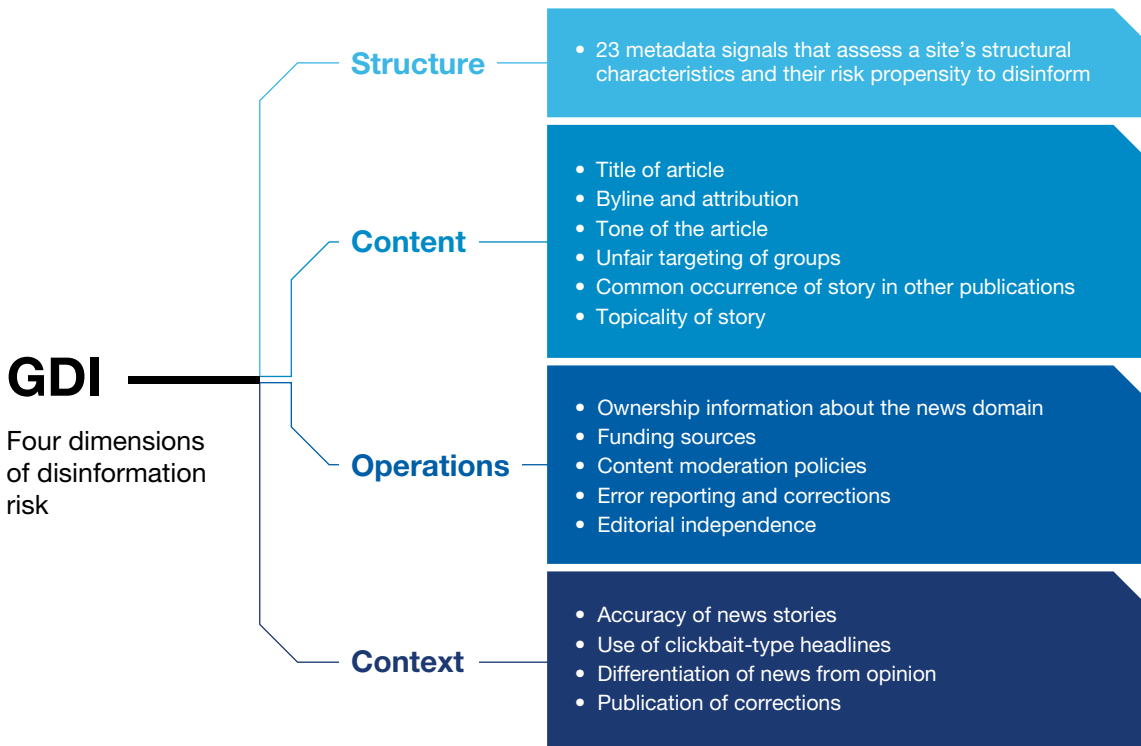 GDI
Four dimensions
of disinformation
risk
Structure
• 23 metadata signals that assess a site’s structural
characteristics and their risk propensity to disinform
Content
• Title of article
• Byline and attribution
• Tone of the article
• Unfair targeting of groups
• Common occurrence of story in other publications
• Topicality of story
Operations
• Ownership information about the news domain
• Funding sources
• Content moderation policies
• Error reporting and corrections
• Editorial independence
Context
• Accuracy of news stories
• Use of clickbait-type headlines
• Differentiation of news from opinion
• Publication of corrections